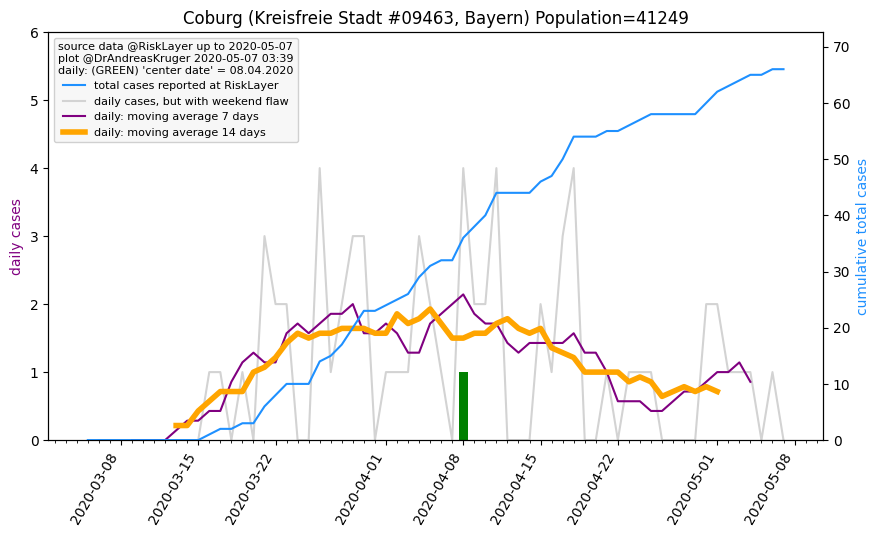 Coburg (Kreisfreie Stadt #09463, Bayern) Population=41249
source data @RiskLayer up to 2020-05-07
plot @DrAndreasKruger 2020-05-07 03:39
daily: (GREEN) 'center date' = 08.04.2020
total cases reported at RiskLayer
daily cases, but with weekend flaw
daily: moving average 7 days
daily: moving average 14 days
daily cases
6
5
4
3
2
1
0
70
60
50
40
30
20
10
0
cumulative total cases
2020-03-08
2020-03-15
2020-03-22
2020-04-01
2020-04-08
2020-04-15
2020-04-22
2020-05-01
2020-05-08